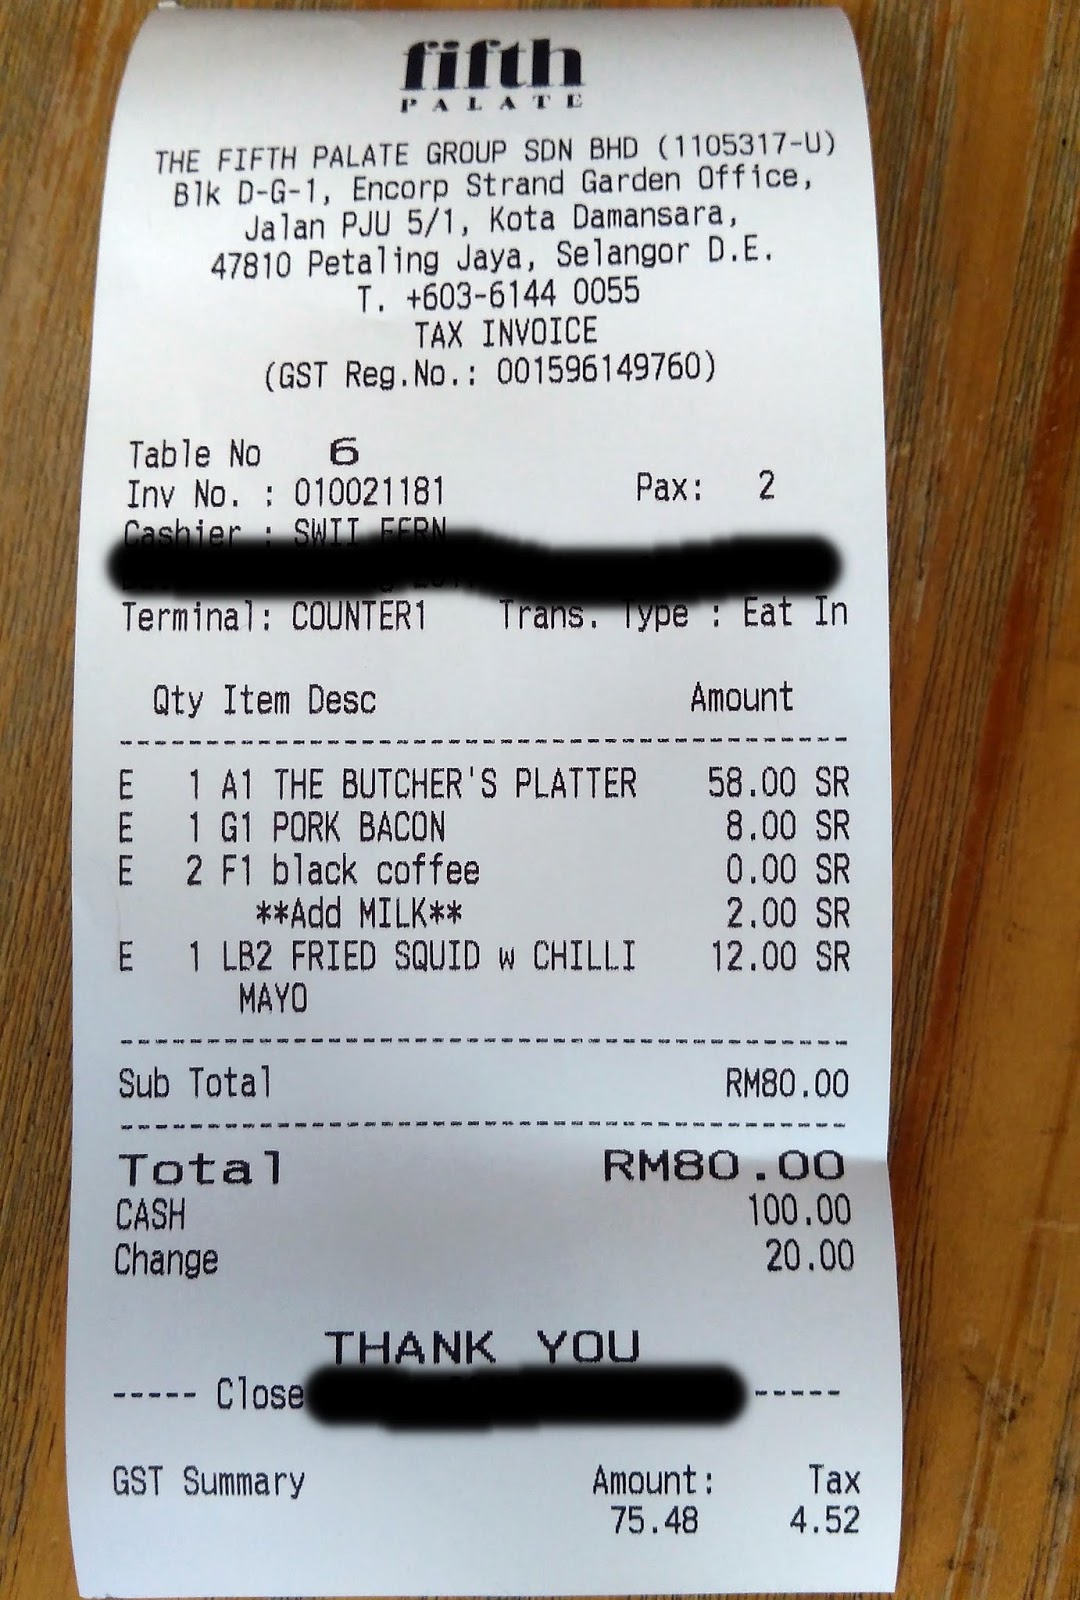 fifth
PALATE
THE FIFTH PALATE GROUP SDN BHD (1105317-U)
Blk D-G-1, Encorp Strand Garden Office,
Jalan PJU 5/1, Kota Damansara,
47810 Petaling Jaya, Selangor D.E.
T. +603-6144 0055
TAX INVOICE
(GST Reg.No.: 001596149760)
Table No 6
Inv No. : 010021181 Pax: 2
Cashier : SWII FERN
Terminal: COUNTER1 Trans. Type : Eat In
Qty Item Desc Amount
E 1 A1 THE BUTCHER'S PLATTER 58.00 SR
E 1 G1 PORK BACON 8.00 SR
E 2 F1 black coffee 0.00 SR
**Add MILK** 2.00 SR
E 1 LB2 FRIED SQUID w CHILLI 12.00 SR
MAYO
Sub Total RM80.00
Total RM80.00
CASH 100.00
Change 20.00
THANK YOU
----- Close -----
GST Summary Amount: Tax
75.48 4.52